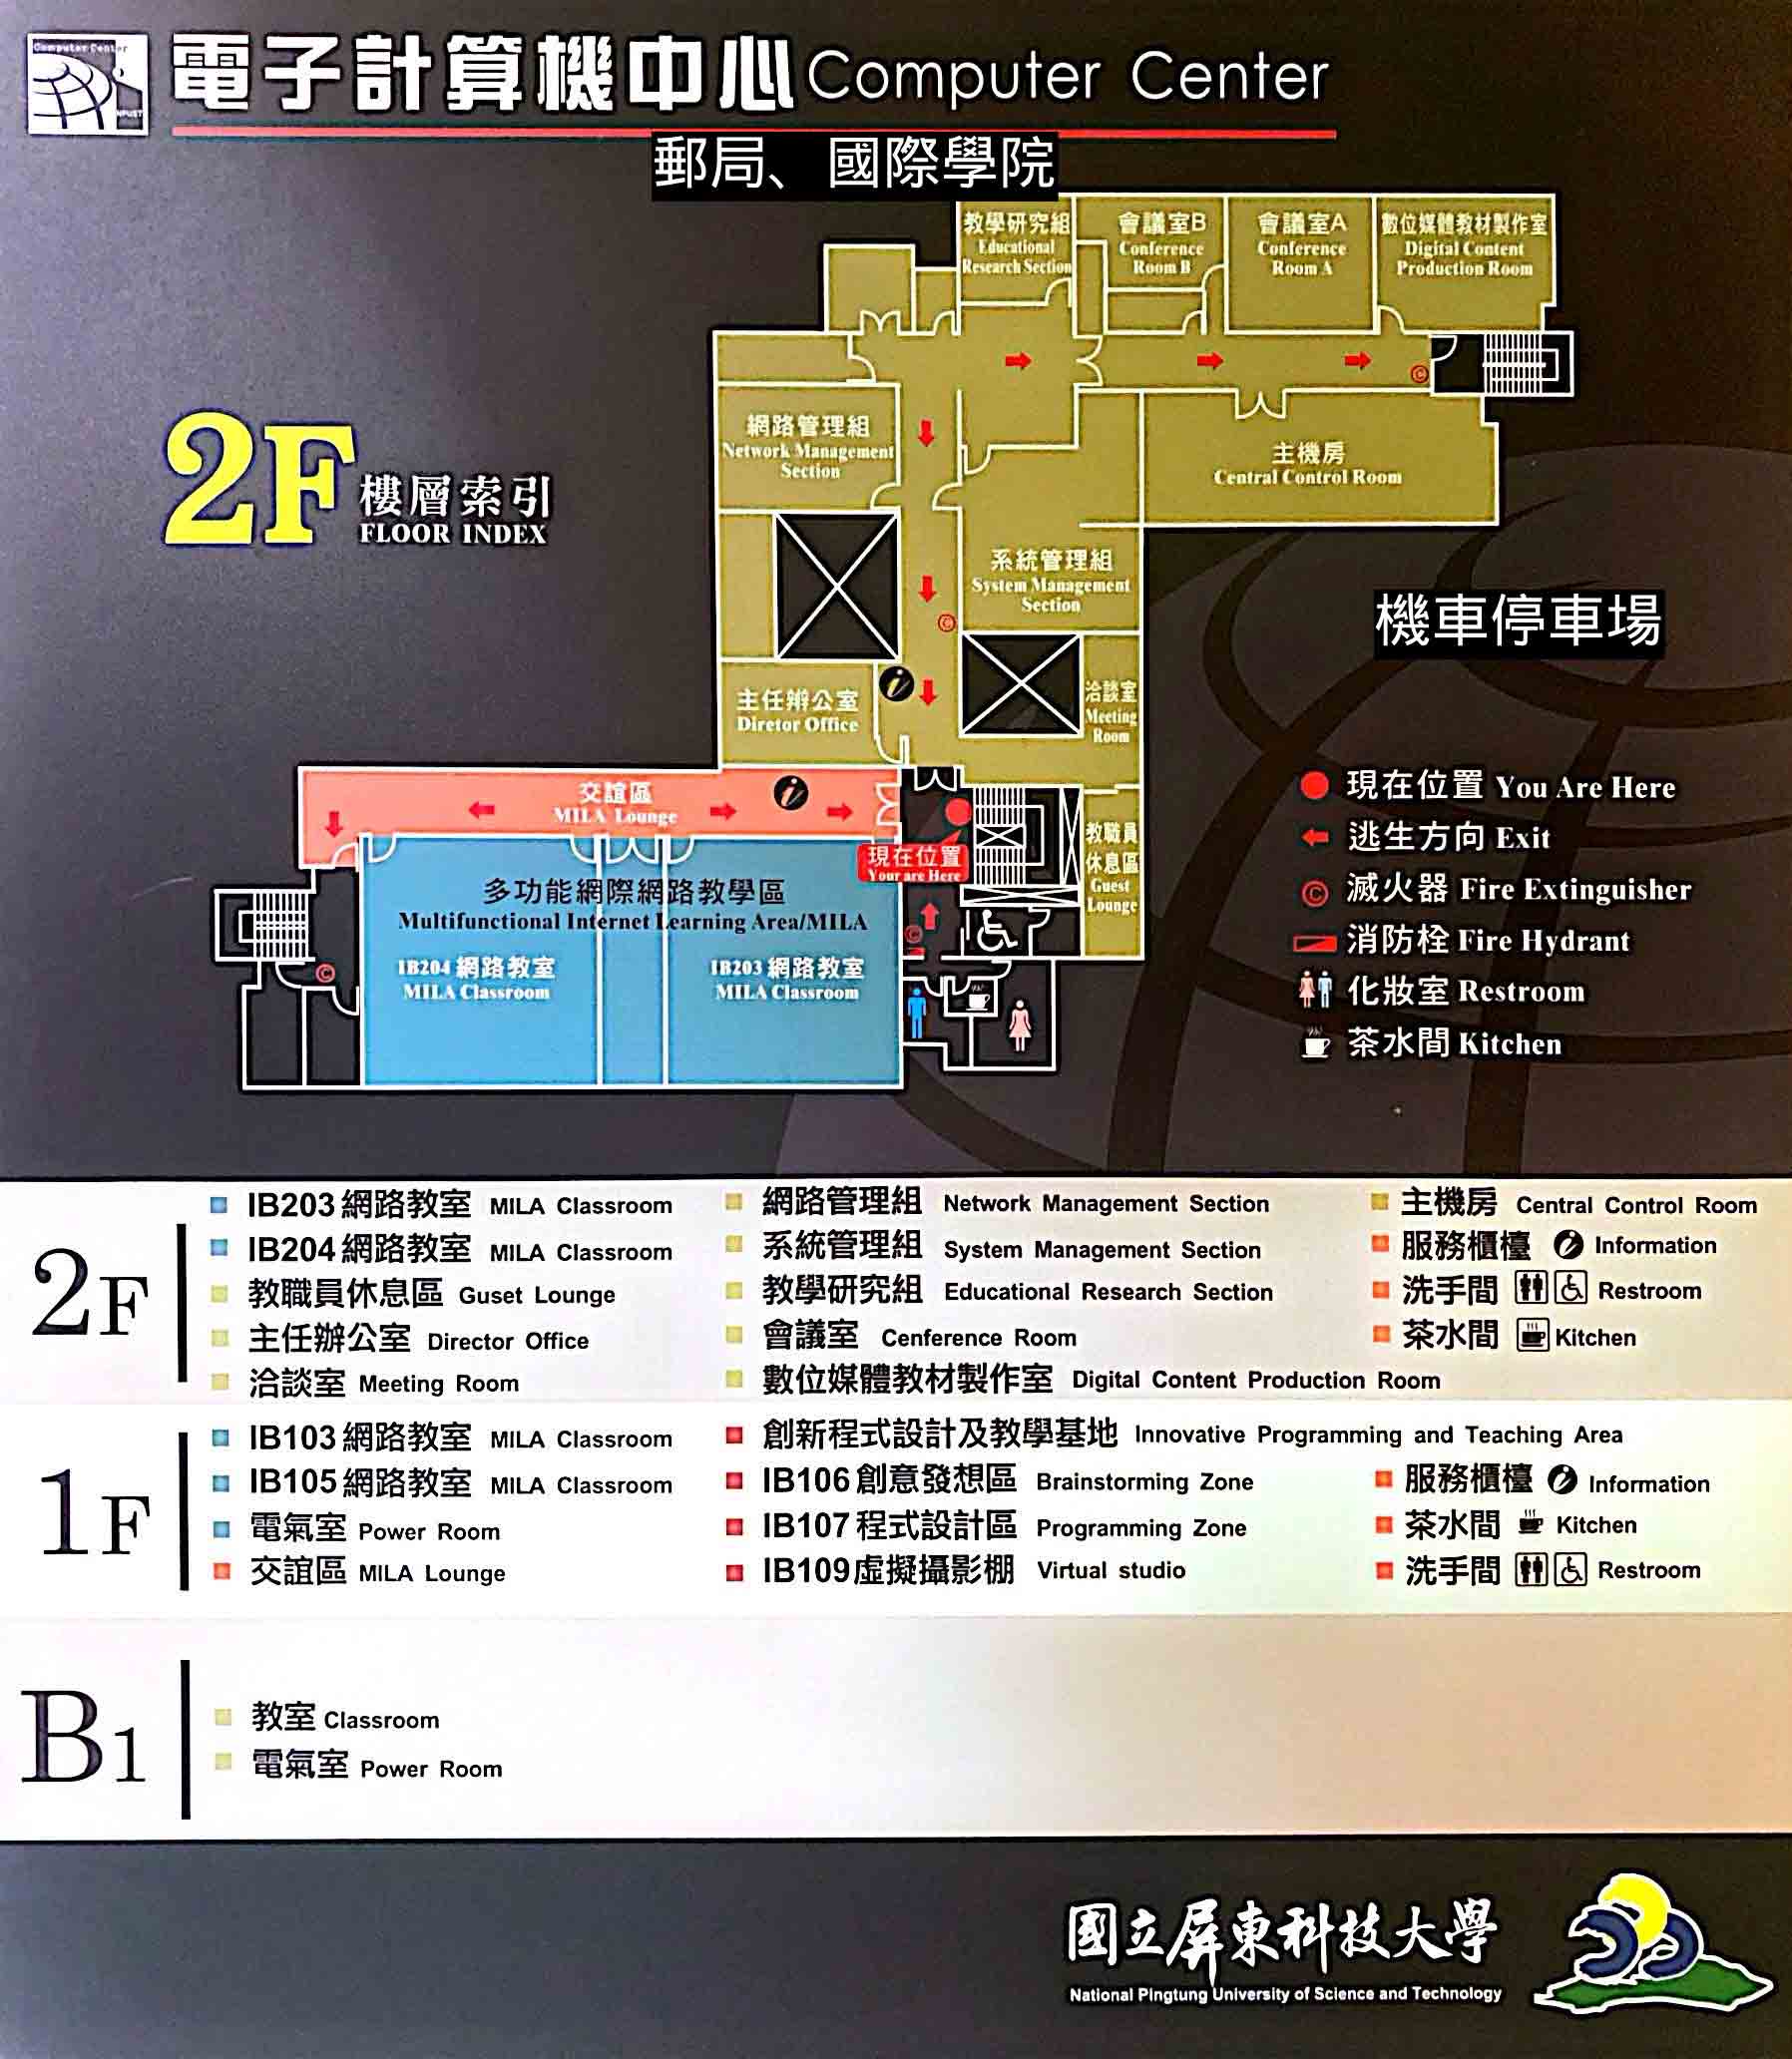 Computer Center
NPUST
電子計算機中心 Computer Center
郵局、國際學院
教學研究組
Educational
Research Section
會議室B
Conference
Room B
會議室A
Conference
Room A
數位媒體教材製作室
Digital Content
Production Room
網路管理組
Network Management
Section
主機房
Central Control Room
2F 樓層索引
FLOOR INDEX
系統管理組
System Management
Section
機車停車場
主任辦公室
Diretor Office
洽談室
Meeting
Room
交誼區
MILA Lounge
現在位置
Your are Here
教職員
休息區
Guest
Lounge
多功能網際網路教學區
Multifunctional Internet Learning Area/MILA
IB204 網路教室
MILA Classroom
IB203 網路教室
MILA Classroom
現在位置 You Are Here
逃生方向 Exit
滅火器 Fire Extinguisher
消防栓 Fire Hydrant
化妝室 Restroom
茶水間 Kitchen
2F
IB203 網路教室 MILA Classroom
IB204 網路教室 MILA Classroom
教職員休息區 Guset Lounge
主任辦公室 Director Office
洽談室 Meeting Room
網路管理組 Network Management Section
系統管理組 System Management Section
教學研究組 Educational Research Section
會議室 Cenference Room
數位媒體教材製作室 Digital Content Production Room
主機房 Central Control Room
服務櫃檯 Information
洗手間 Restroom
茶水間 Kitchen
1F
IB103 網路教室 MILA Classroom
IB105 網路教室 MILA Classroom
電氣室 Power Room
交誼區 MILA Lounge
創新程式設計及教學基地 Innovative Programming and Teaching Area
IB106 創意發想區 Brainstorming Zone
IB107 程式設計區 Programming Zone
IB109 虛擬攝影棚 Virtual studio
服務櫃檯 Information
茶水間 Kitchen
洗手間 Restroom
B1
教室 Classroom
電氣室 Power Room
國立屏東科技大學
National Pingtung University of Science and Technology